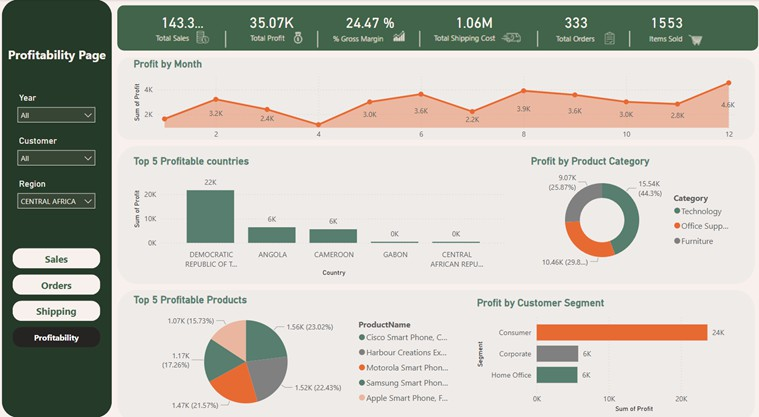 Profitability Page
Year
All
Customer
All
Region
CENTRAL AFRICA
Sales
Orders
Shipping
Profitability
143.3...
Total Sales
35.07K
Total Profit
24.47 %
% Gross Margin
1.06M
Total Shipping Cost
333
Total Orders
1553
Items Sold
Profit by Month
Sum of Profit
4K
2K
3.2K
2.4K
3.0K
3.6K
2.2K
3.9K
3.6K
3.0K
2.8K
4.6K
2
4
6
8
10
12
Top 5 Profitable countries
Sum of Profit
20K
10K
0K
22K
6K
6K
0K
0K
DEMOCRATIC
REPUBLIC OF T...
ANGOLA
CAMEROON
GABON
CENTRAL
AFRICAN REPU...
Country
Profit by Product Category
9.07K
(25.87%)
15.54K
(44.3%)
10.46K (29.8...)
Category
Technology
Office Supp...
Furniture
Top 5 Profitable Products
1.07K (15.73%)
1.56K (23.02%)
1.17K
(17.26%)
1.52K (22.43%)
1.47K (21.57%)
ProductName
Cisco Smart Phone, C...
Harbour Creations Ex...
Motorola Smart Phon...
Samsung Smart Phon...
Apple Smart Phone, F...
Profit by Customer Segment
Segment
Consumer
24K
Corporate
6K
Home Office
6K
0K
10K
20K
Sum of Profit